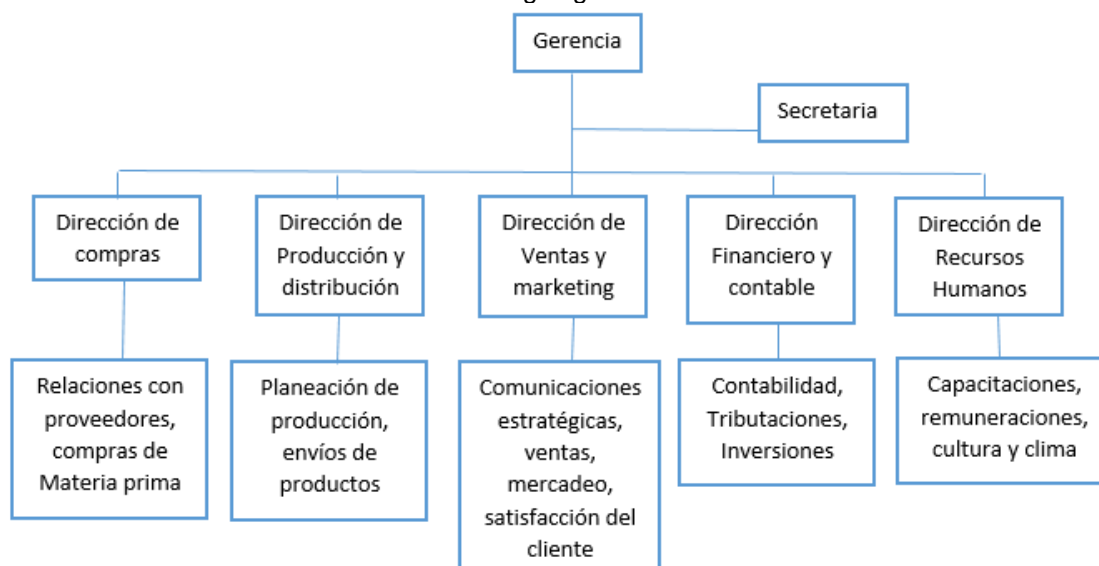 Gerencia
Secretaria
Dirección de
compras
Dirección de
Producción y
distribución
Dirección de
Ventas y
marketing
Dirección
Financiero y
contable
Dirección de
Recursos
Humanos
Relaciones con
proveedores,
compras de
Materia prima
Planeación de
producción,
envíos de
productos
Comunicaciones
estratégicas,
ventas,
mercadeo,
satisfacción del
cliente
Contabilidad,
Tributaciones,
Inversiones
Capacitaciones,
remuneraciones,
cultura y clima